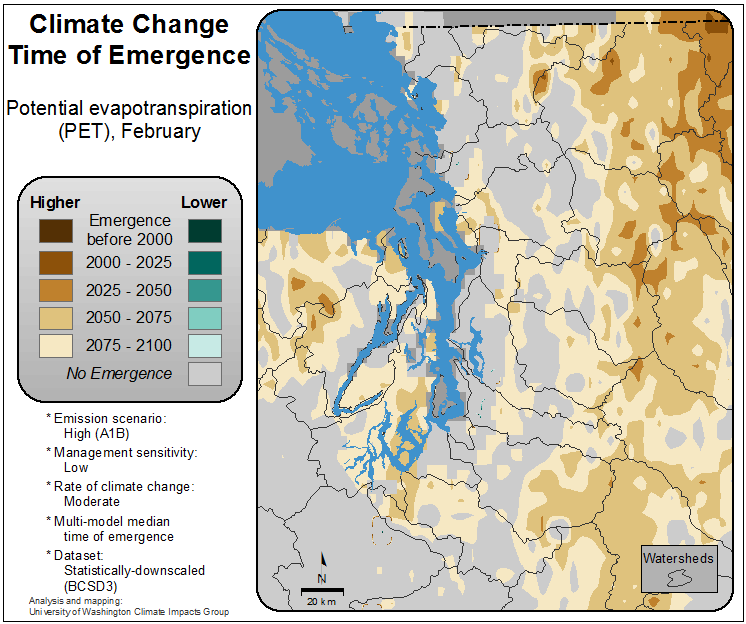 Climate Change
Time of Emergence
Potential evapotranspiration
(PET), February
Higher Lower
Emergence
before 2000
2000 - 2025
2025 - 2050
2050 - 2075
2075 - 2100
No Emergence
* Emission scenario:
High (A1B)
* Management sensitivity:
Low
* Rate of climate change:
Moderate
* Multi-model median
time of emergence
* Dataset:
Statistically-downscaled
(BCSD3)
Analysis and mapping:
University of Washington Climate Impacts Group
N
20 km
Watersheds